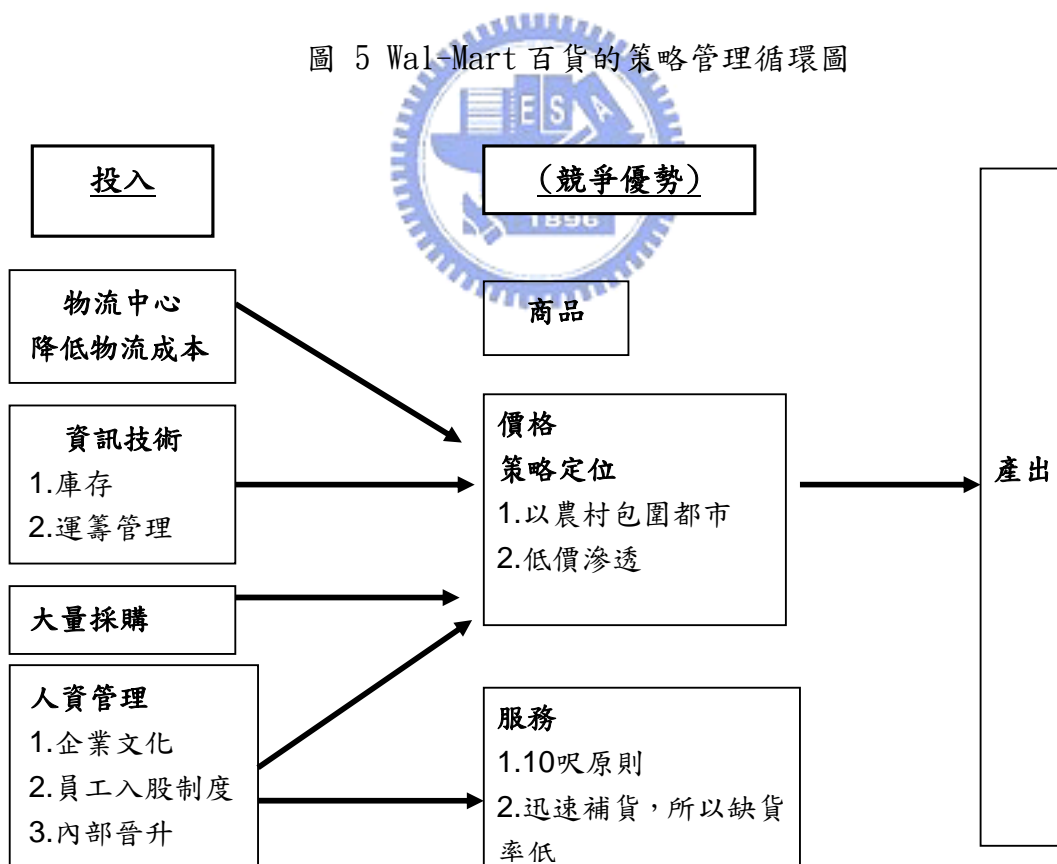 圖 5 Wal-Mart 百貨的策略管理循環圖
E S A
1896
投入
(競爭優勢)
物流中心
降低物流成本
商品
資訊技術
1.庫存
2.運籌管理
價格
策略定位
1.以農村包圍都市
2.低價滲透
產出
大量採購
人資管理
1.企業文化
2.員工入股制度
3.內部晉升
服務
1.10呎原則
2.迅速補貨，所以缺貨
率低